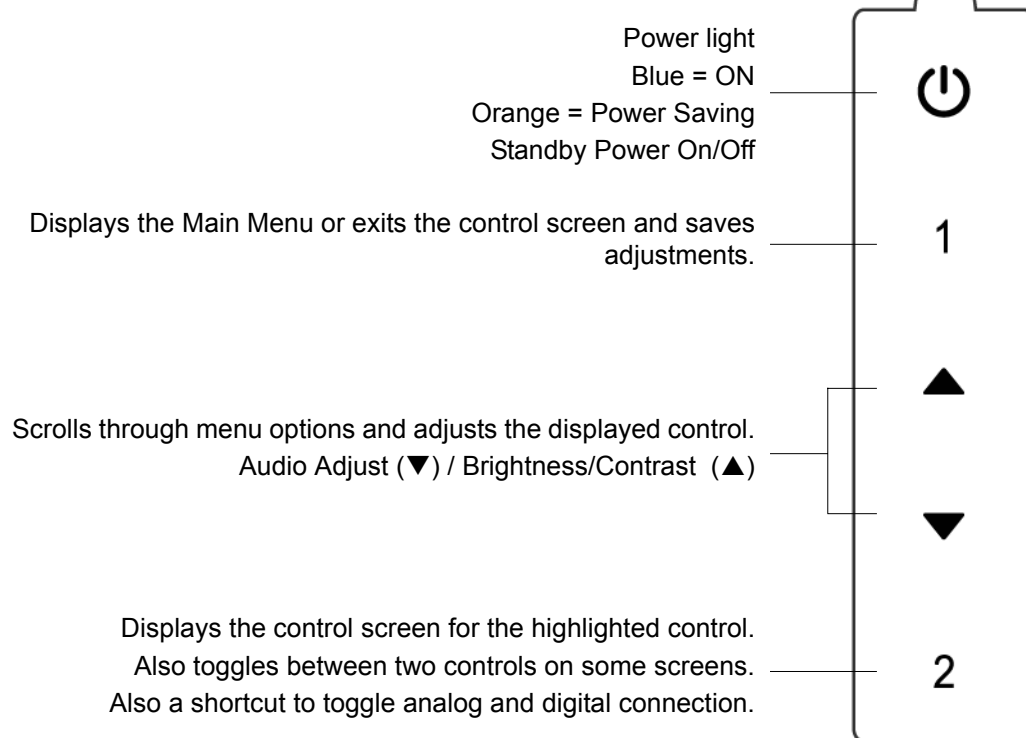 Power light
Blue = ON
Orange = Power Saving
Standby Power On/Off
Displays the Main Menu or exits the control screen and saves
adjustments.
1
Scrolls through menu options and adjusts the displayed control.
Audio Adjust (▼) / Brightness/Contrast (▲)
Displays the control screen for the highlighted control.
Also toggles between two controls on some screens.
2
Also a shortcut to toggle analog and digital connection.